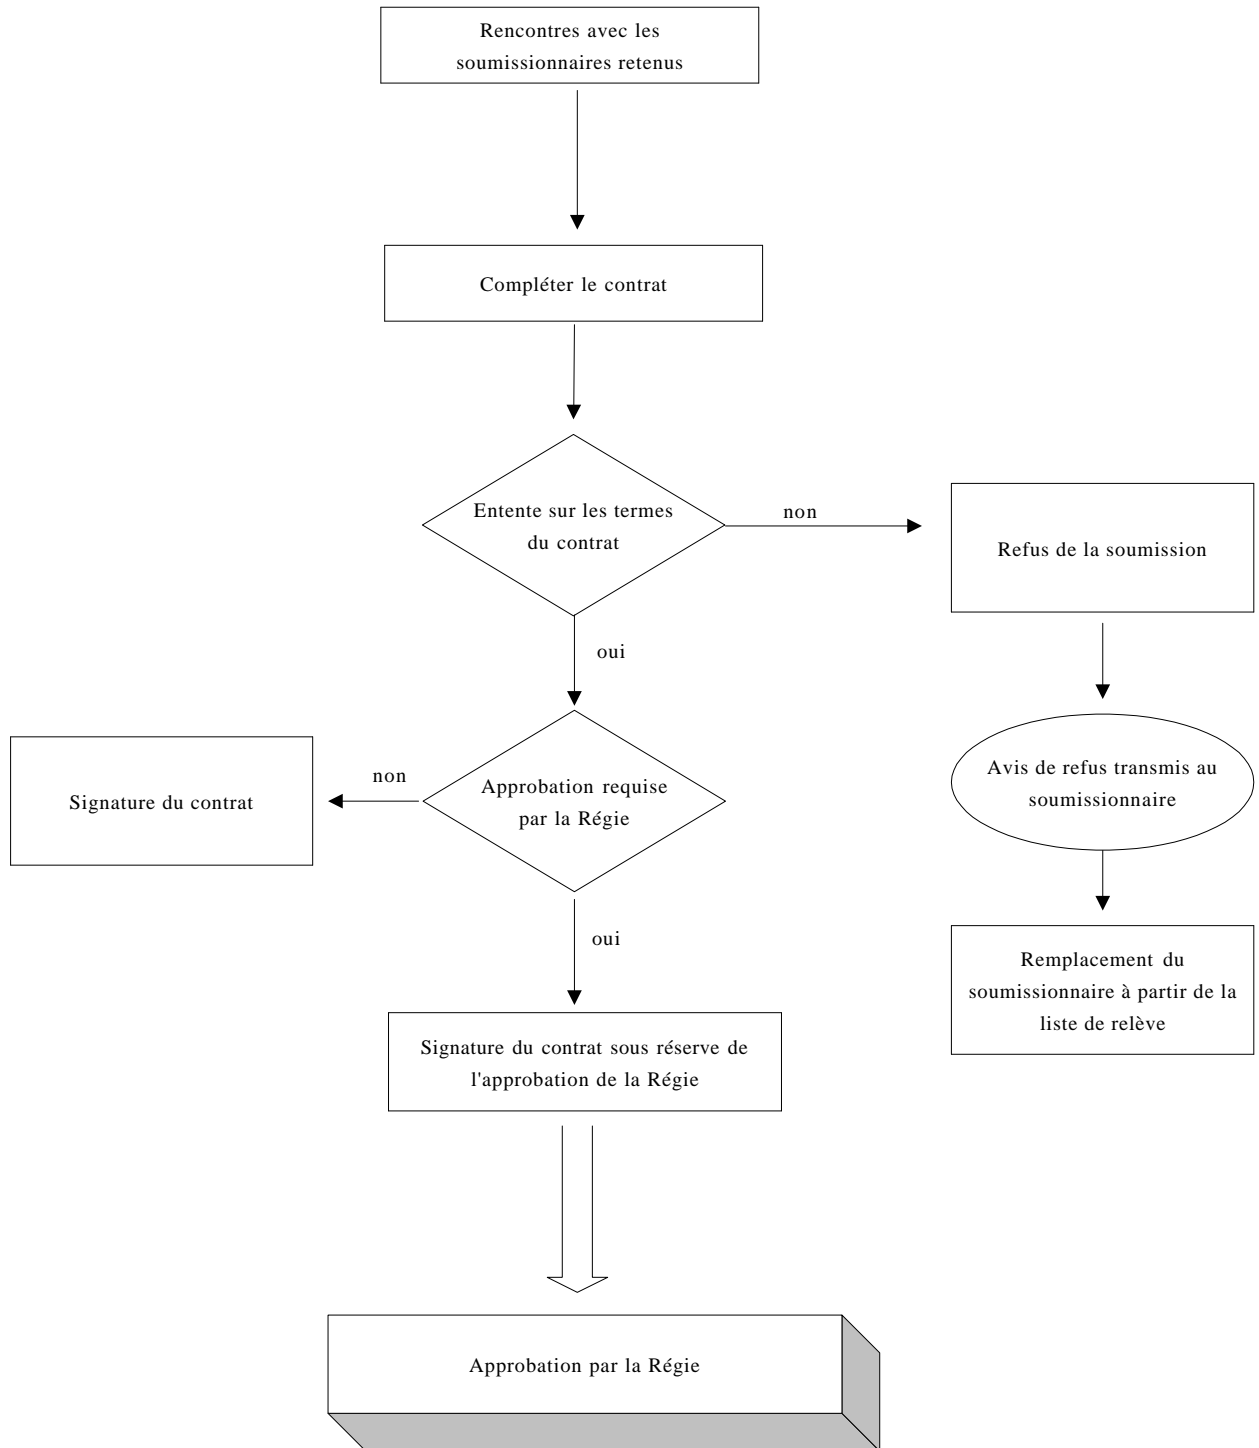 Rencontres avec les
soumissionnaires retenus
Compléter le contrat
Entente sur les termes
du contrat
non
Refus de la soumission
oui
Avis de refus transmis au
soumissionnaire
non
Signature du contrat
Approbation requise
par la Régie
oui
Remplacement du
soumissionnaire à partir de la
liste de relève
Signature du contrat sous réserve de
l'approbation de la Régie
Approbation par la Régie